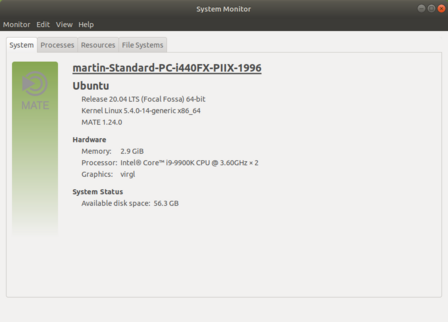 System Monitor
Monitor Edit View Help
System Processes Resources File Systems
MATE
martin-Standard-PC-i440FX-PIIX-1996
Ubuntu
Release 20.04 LTS (Focal Fossa) 64-bit
Kernel Linux 5.4.0-14-generic x86_64
MATE 1.24.0
Hardware
Memory: 2.9 GiB
Processor: Intel® Core™ i9-9900K CPU @ 3.60GHz × 2
Graphics: virgl
System Status
Available disk space: 56.3 GB